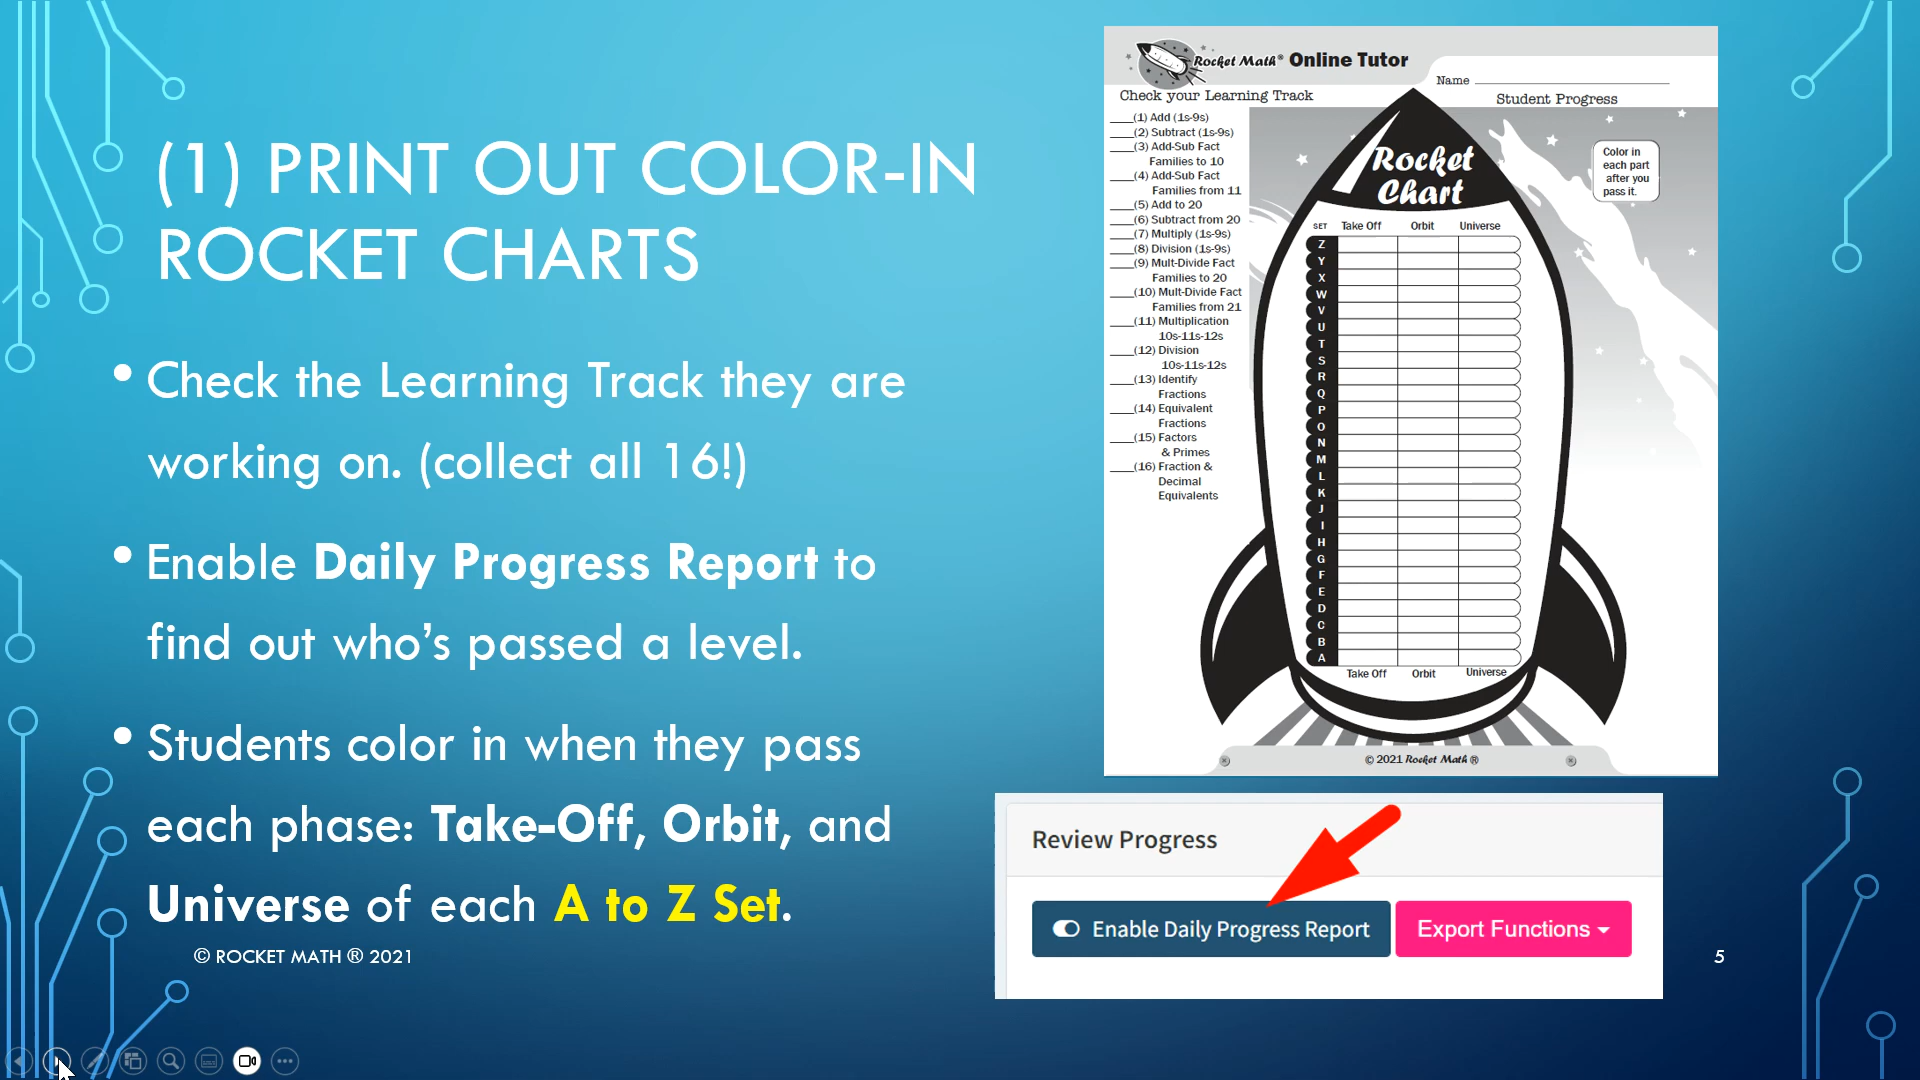 (1) PRINT OUT COLOR-IN
ROCKET CHARTS
• Check the Learning Track they are
working on. (collect all 16!)
• Enable Daily Progress Report to
find out who's passed a level.
• Students color in when they pass
each phase: Take-Off, Orbit, and
Universe of each A to Z Set.
© ROCKET MATH ® 2021
Rocket Math® Online Tutor
Name
Check your Learning Track
Student Progress
(1) Add (1s-9s)
(2) Subtract (1s-9s)
(3) Add-Sub Fact
Families to 10
(4) Add-Sub Fact
Families from 11
(5) Add to 20
(6) Subtract from 20
(7) Multiply (1s-9s)
(8) Division (1s-9s)
(9) Mult-Divide Fact
Families to 20
(10) Mult-Divide Fact
Families from 21
(11) Multiplication
10s-11s-12s
(12) Division
10s-11s-12s
(13) Identify
Fractions
(14) Equivalent
Fractions
(15) Factors
& Primes
(16) Fraction &
Decimal
Equivalents
Rocket
Chart
Color in
each part
after you
pass it.
SET Take Off Orbit Universe
Z
Y
X
W
V
U
T
S
R
Q
P
O
N
M
L
K
J
I
H
G
F
E
D
C
B
A
Take Off Orbit Universe
© 2021 Rocket Math ®
Review Progress
Enable Daily Progress Report
Export Functions
5